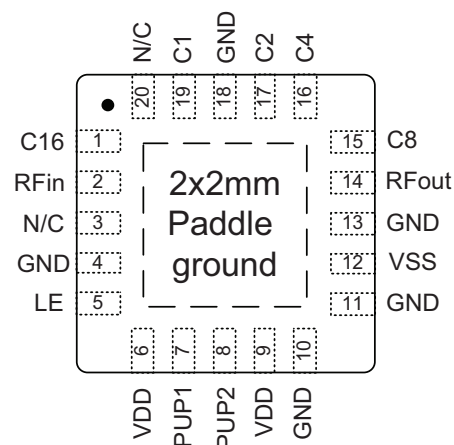 N/C
C1
GND
C2
C4
20
19
18
17
16
C16
1
RFin
2
N/C
3
GND
4
LE
5
2x2mm
Paddle
ground
15
C8
14
RFout
13
GND
12
VSS
11
GND
6
7
8
9
10
VDD
PUP1
PUP2
VDD
GND